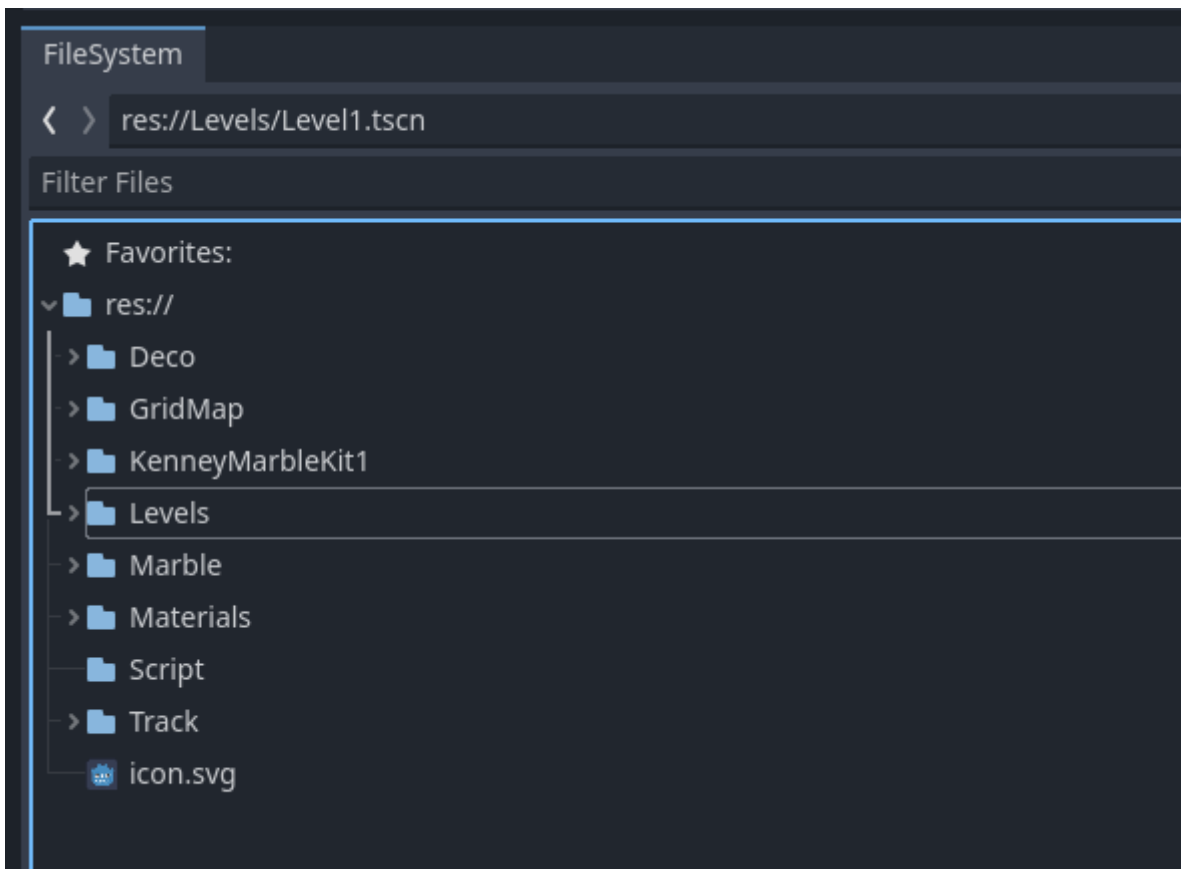 FileSystem
res://Levels/Level1.tscn
Filter Files
Favorites:
res://
Deco
GridMap
KenneyMarbleKit1
Levels
Marble
Materials
Script
Track
icon.svg